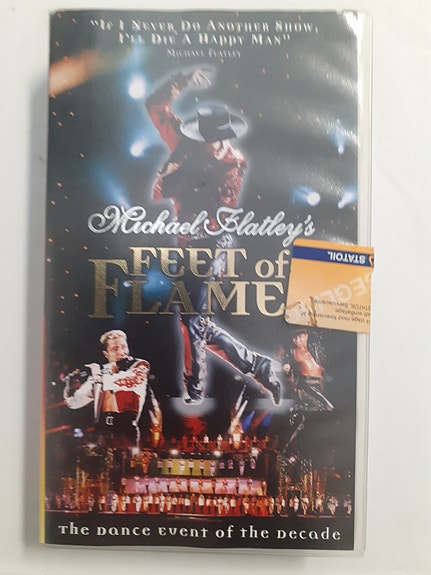 "If I Never Do Another Show,
I'll Die A Happy Man"
Michael Flatley
Michael Flatley's
FEET of
FLAME
STATOIL
The Dance Event of the Decade